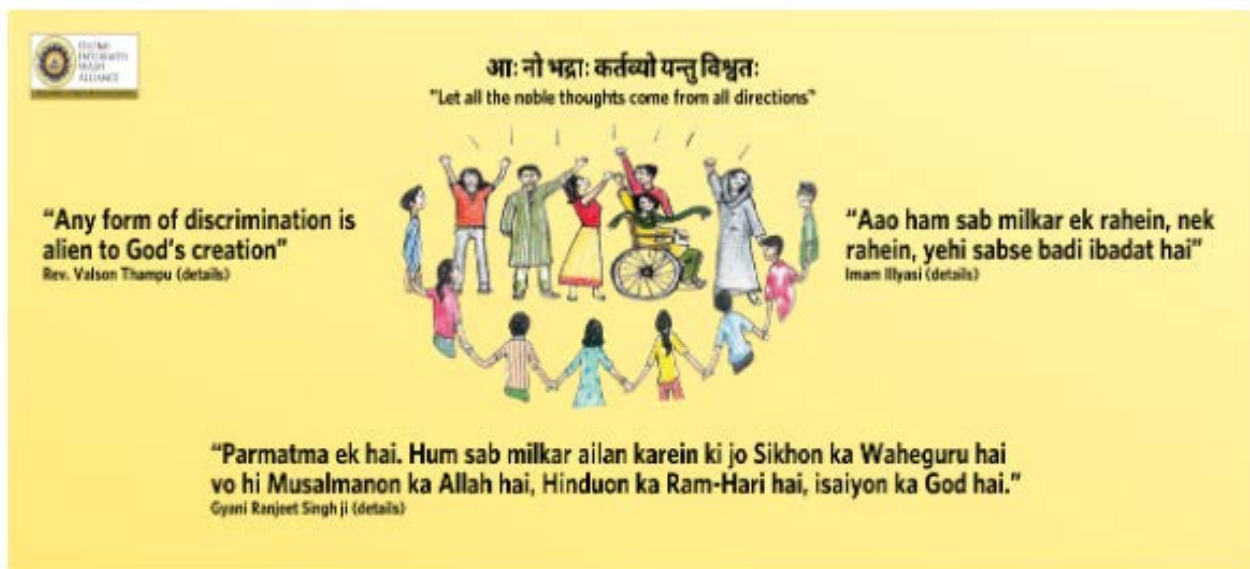 GLOBAL
INTERFAITH
WASH
ALLIANCE
आः नो भद्राः कर्तव्यो यन्तु विश्वतः
"Let all the noble thoughts come from all directions"
"Any form of discrimination is
alien to God's creation"
Rev. Valson Thampu (details)
"Aao ham sab milkar ek rahein, nek
rahein, yehi sabse badi ibadat hai"
Imam Illyasi (details)
"Parmatma ek hai. Hum sab milkar ailan karein ki jo Sikhon ka Waheguru hai
vo hi Musalmanon ka Allah hai, Hinduon ka Ram-Hari hai, isaiyon ka God hai."
Gyani Ranjeet Singh ji (details)